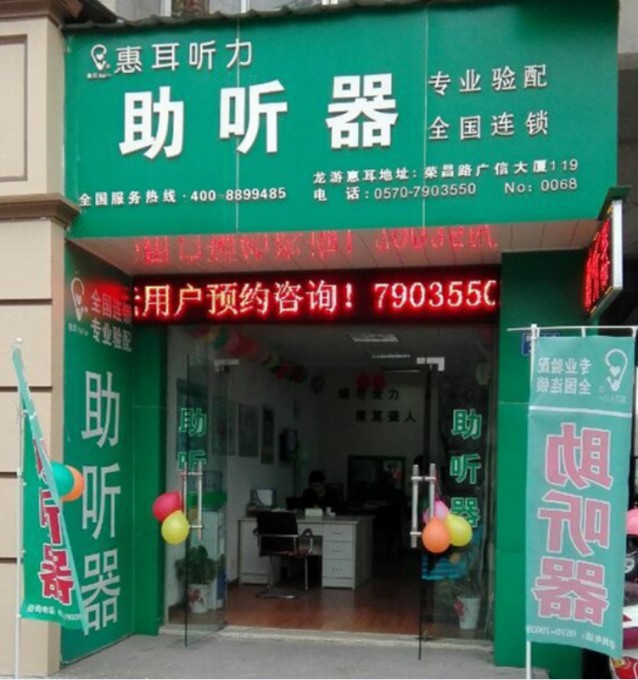 惠耳听力
助听器
专业验配
全国连锁
全国服务热线·400-8899485
龙游惠耳地址:荣昌路广信大厦119
电 话:0570-7903550 No:0068
用户预约咨询!7903550
全国连锁
专业验配
助听器
助听
助听器
专业验配
全国连锁
助听器
助听器